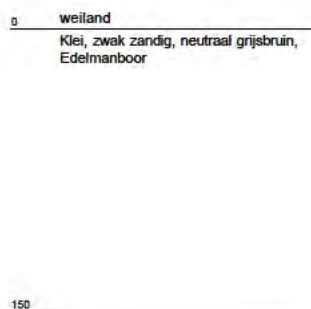 0 weiland
Klei, zwak zandig, neutraal grijsbruin,
Edelmanboor
150